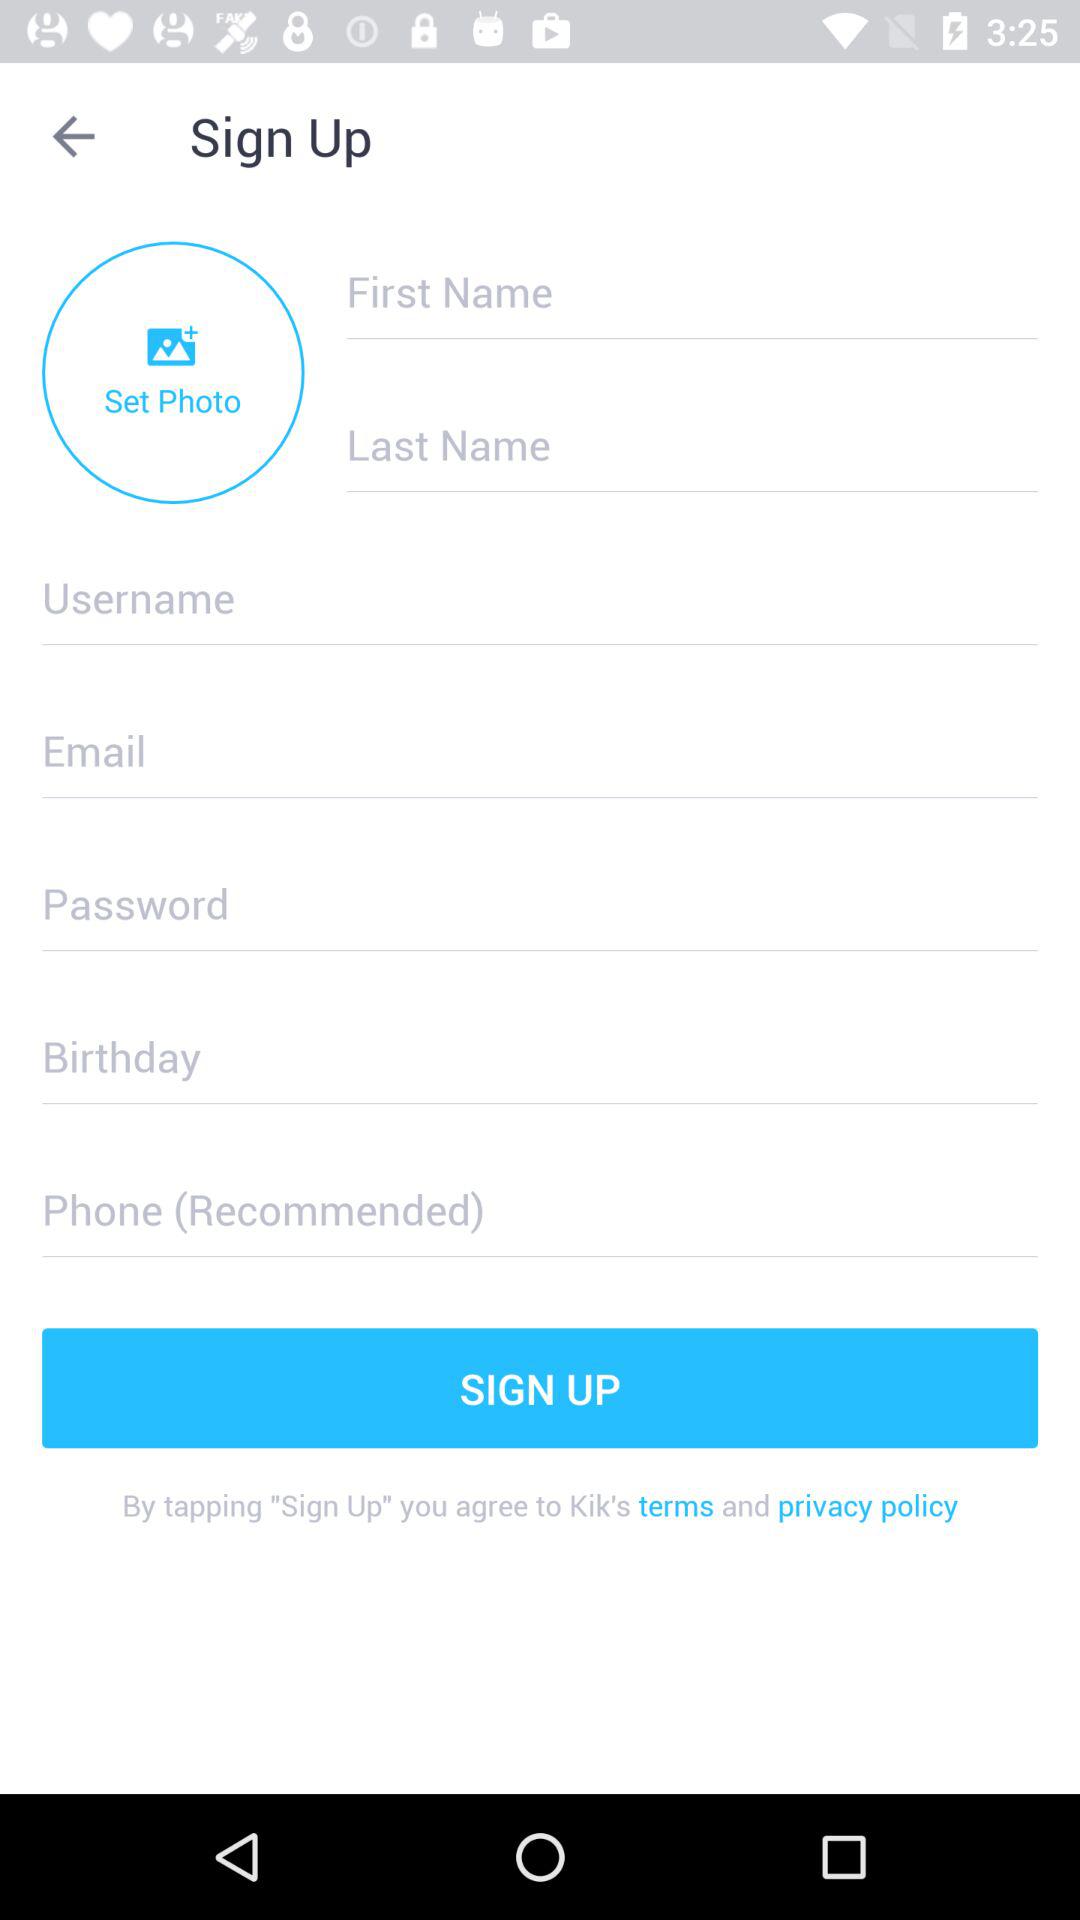 FAKE
3:25
Sign Up
First Name
Set Photo
Last Name
Username
Email
Password
Birthday
Phone (Recommended)
SIGN UP
By tapping "Sign Up" you agree to Kik's terms and privacy policy